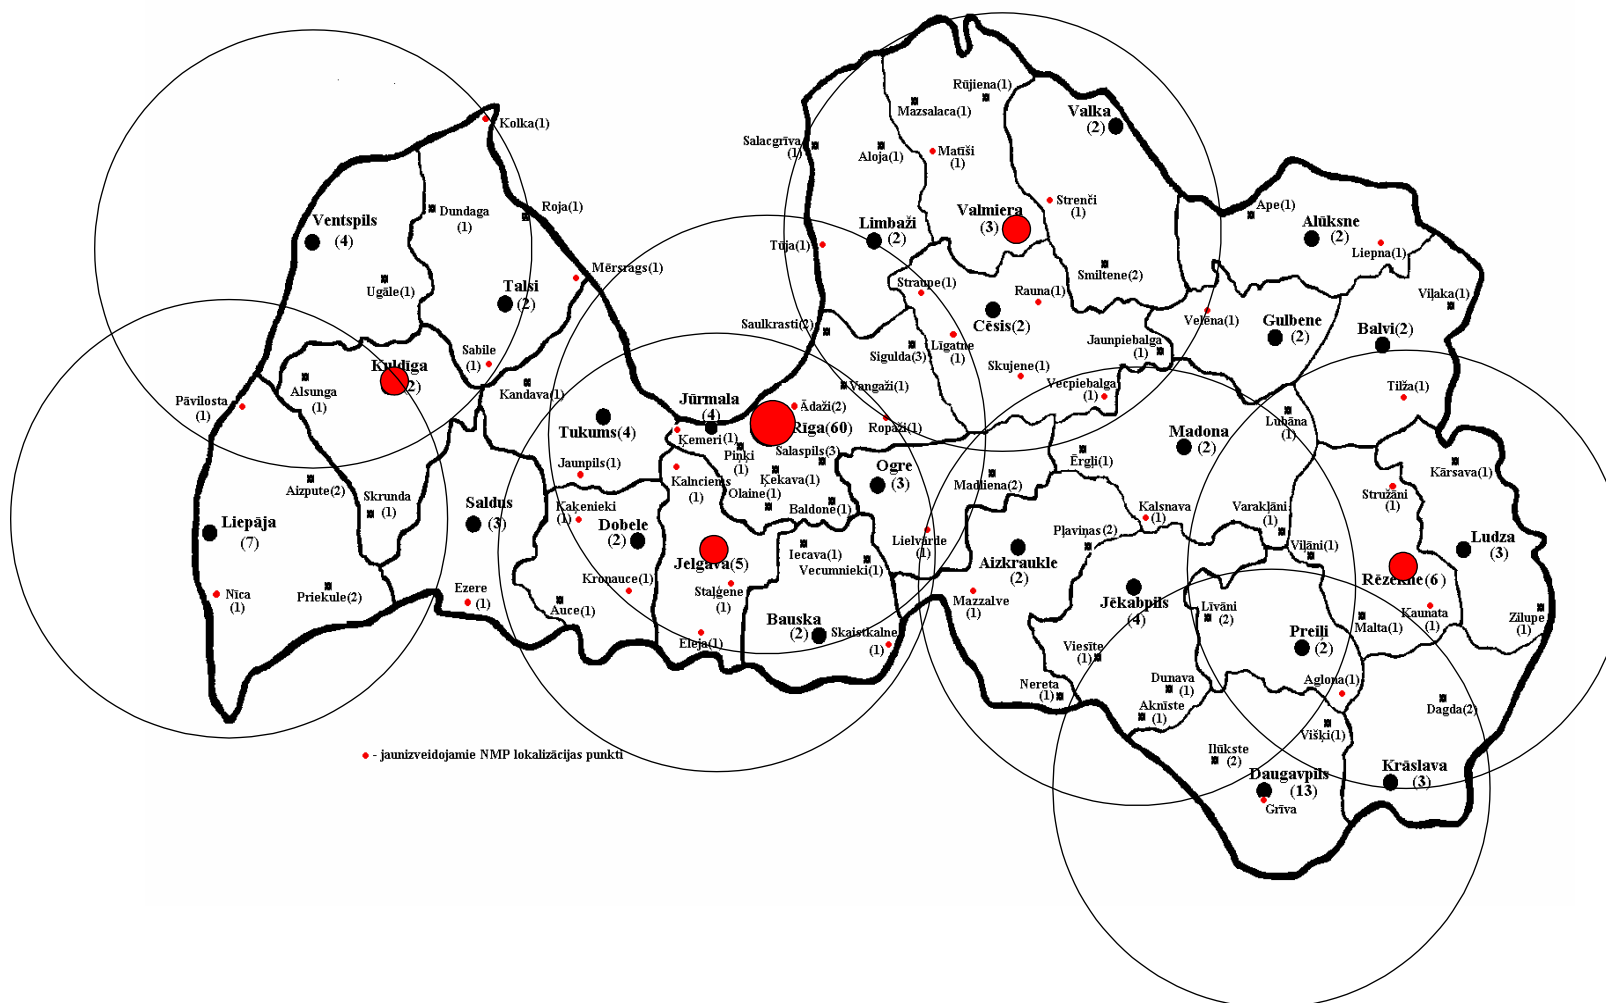 Kolka(1)
Ventspils
(4)
Dundaga
(1)
Roja(1)
Ugāle(1)
Talsi
(2)
Mērsrags(1)
Sabile
(1)
Kuldīga
2)
Alsunga
(1)
Pāvilosta
(1)
Kandava(1)
Aizpute(2)
Skrunda
(1)
Liepāja
(7)
Nīca
(1)
Priekule(2)
Saldus
(3)
Ezere
(1)
Tukums(4)
Jaunpils(1)
Kaķenieki
(1)
Dobele
(2)
Kronauce(1)
Auce(1)
Jūrmala
(4)
Ķemeri(1)
Kalnciems
(1)
Piņķi
(1)
Olaine(1)
Ķekava(1)
Salaspils(3)
Baldone(1)
Rīga(60)
Ādaži(2)
Vangaži(1)
Ropaži(1)
Saulkrasti(2)
Sigulda(3)
Jelgava(5)
Staļģene
(1)
Eleja(1)
Iecava(1)
Vecumnieki(1)
Bauska
(2)
Skaistkalne
(1)
Ogre
(3)
Madliena(2)
Lielvārde
(1)
Salacgrīva
(1)
Aloja(1)
Mazsalaca(1)
Rūjiena(1)
Matīši
(1)
Valka
(2)
Strenči
(1)
Valmiera
(3)
Limbaži
(2)
Tūja(1)
Smiltene(2)
Straupe(1)
Rauna(1)
Cēsis(2)
Līgatne
(1)
Skujene(1)
Jaunpiebalga
(1)
Vecpiebalga
(1)
Ape(1)
Alūksne
(2)
Liepna(1)
Velēna(1)
Gulbene
(2)
Viļaka(1)
Balvi(2)
Tilža(1)
Lubāna
(1)
Madona
(2)
Ērgļi(1)
Kalsnava
(1)
Varakļāni
(1)
Aizkraukle
(2)
Pļaviņas(2)
Mazzalve
(1)
Nereta
(1)
Jēkabpils
(4)
Viesīte
(1)
Dunava
(1)
Aknīste
(1)
Līvāni
(2)
Preiļi
(2)
Aglona(1)
Viļāni(1)
Kārsava(1)
Stružāni
(1)
Ludza
(3)
Rēzekne(6)
Malta(1)
Kaunata
(1)
Zilupe
(1)
Dagda(2)
Višķi(1)
Ilūkste
(2)
Daugavpils
(13)
Grīva
Krāslava
(3)
- jaunizveidojamie NMP lokalizācijas punkti